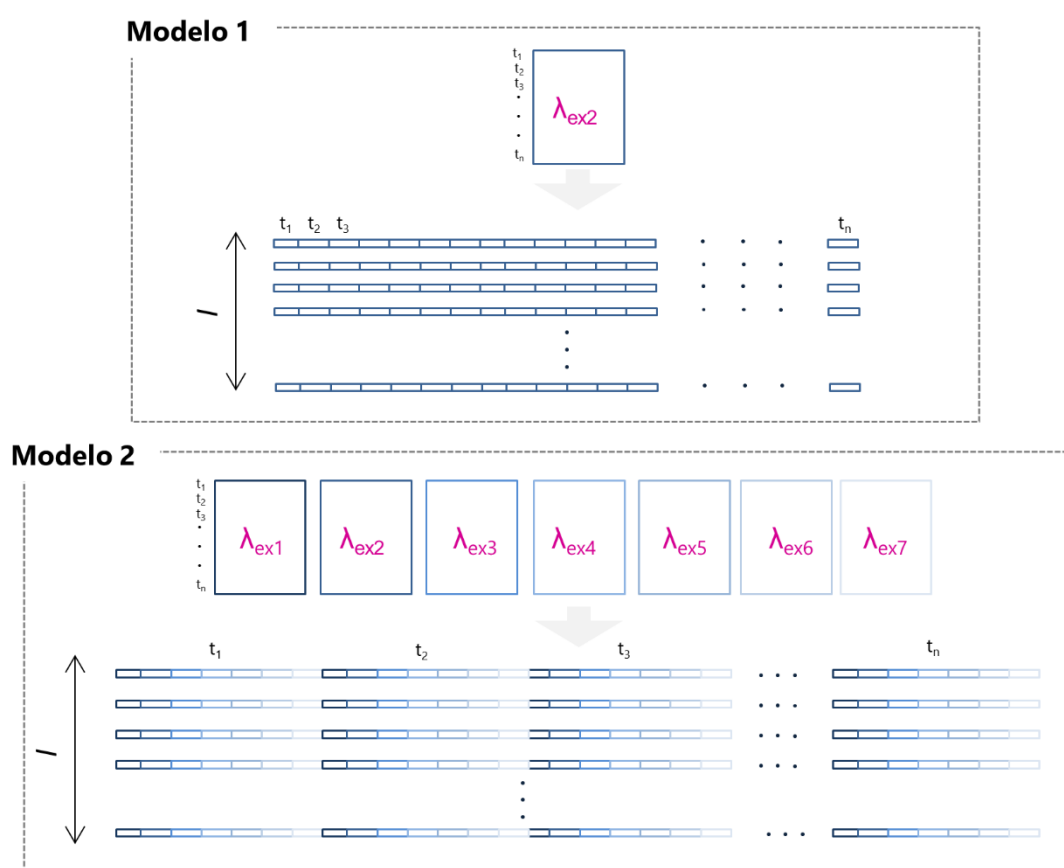 Modelo 1
t1
t2
t3
tn
λex2
t1 t2 t3 tn
I
Modelo 2
t1
t2
t3
tn
λex1 λex2 λex3 λex4 λex5 λex6 λex7
t1 t2 t3 tn
I